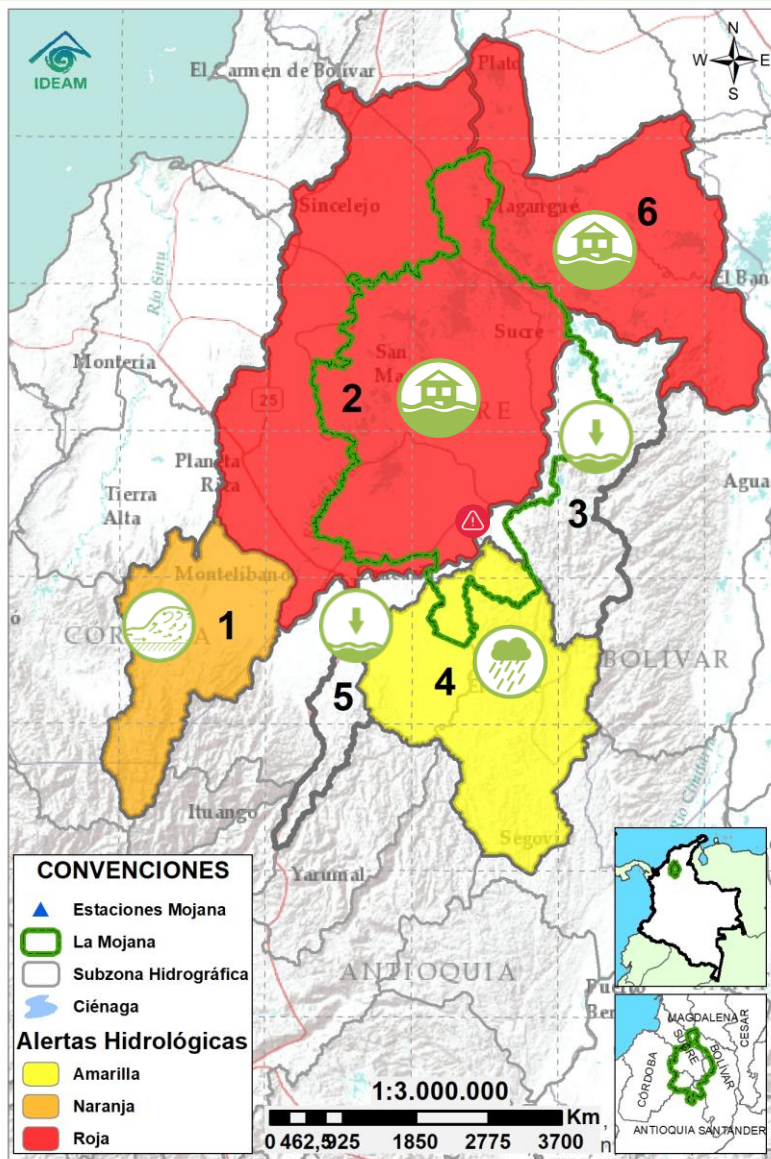 IDEAM
N
W E
S
El Carmen de Bolívar
Plato
Sincelejo
Magangué
6
El Ban
Río Sinú
Sucre
Montería
San
Ma
2
RE
25
Planeta
Rica
Tierra
Alta
Agua
3
Montelíbano
1
BOLÍVAR
5
4
Ituango
Segovi
Yarumal
ANTIOQUIA
CONVENCIONES
Estaciones Mojana
La Mojana
Subzona Hidrográfica
Ciénaga
Alertas Hidrológicas
Amarilla
Naranja
Roja
1:3.000.000
Km
0 462,5 925 1850 2775 3700
MAGDALENA
CESAR
SUCRE
BOLÍVAR
CÓRDOBA
ANTIOQUIA SANTANDER